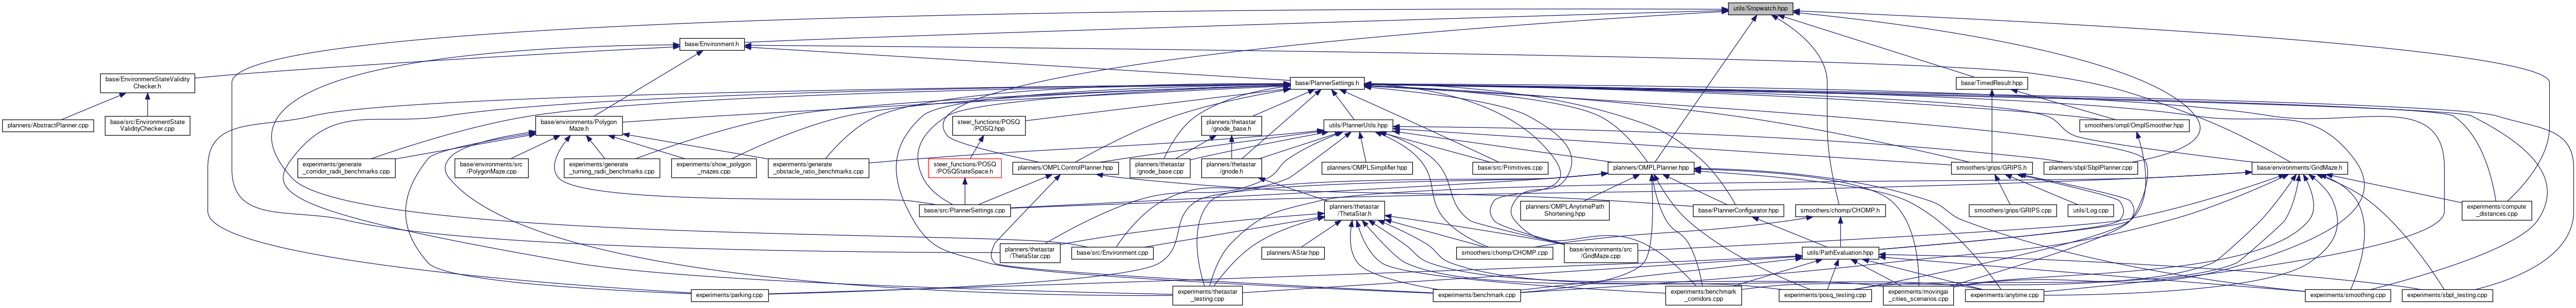 utils/Stopwatch.hpp
base/Environment.h
base/EnvironmentStateValidity
Checker.h
base/PlannerSettings.h
base/TimedResult.hpp
planners/AbstractPlanner.cpp
base/src/EnvironmentState
ValidityChecker.cpp
base/environments/Polygon
Maze.h
steer_functions/POSQ
/POSQ.hpp
planners/thetastar
/gnode_base.h
utils/PlannerUtils.hpp
smoothers/ompl/OmplSmoother.hpp
experiments/generate
_corridor_radii_benchmarks.cpp
base/environments/src
/PolygonMaze.cpp
experiments/generate
_turning_radii_benchmarks.cpp
experiments/show_polygon
_mazes.cpp
experiments/generate
_obstacle_ratio_benchmarks.cpp
steer_functions/POSQ
/POSQStateSpace.h
planners/OMPLControlPlanner.hpp
planners/thetastar
/gnode_base.cpp
planners/thetastar
/gnode.h
planners/OMPLSimplifier.hpp
base/src/Primitives.cpp
planners/OMPLPlanner.hpp
smoothers/grips/GRIPS.h
planners/sbpl/SbplPlanner.hpp
base/environments/GridMaze.h
base/src/PlannerSettings.cpp
planners/thetastar
/ThetaStar.h
planners/OMPLAnytimePath
Shortening.hpp
base/PlannerConfigurator.hpp
smoothers/chomp/CHOMP.h
smoothers/grips/GRIPS.cpp
utils/Log.cpp
experiments/compute
_distances.cpp
planners/thetastar
/ThetaStar.cpp
base/src/Environment.cpp
planners/AStar.hpp
smoothers/chomp/CHOMP.cpp
base/environments/src
/GridMaze.cpp
utils/PathEvaluation.hpp
experiments/parking.cpp
experiments/thetastar
_testing.cpp
experiments/benchmark.cpp
experiments/benchmark
_corridors.cpp
experiments/posq_testing.cpp
experiments/movingai
_cities_scenarios.cpp
experiments/anytime.cpp
experiments/smoothing.cpp
experiments/sbpl_testing.cpp